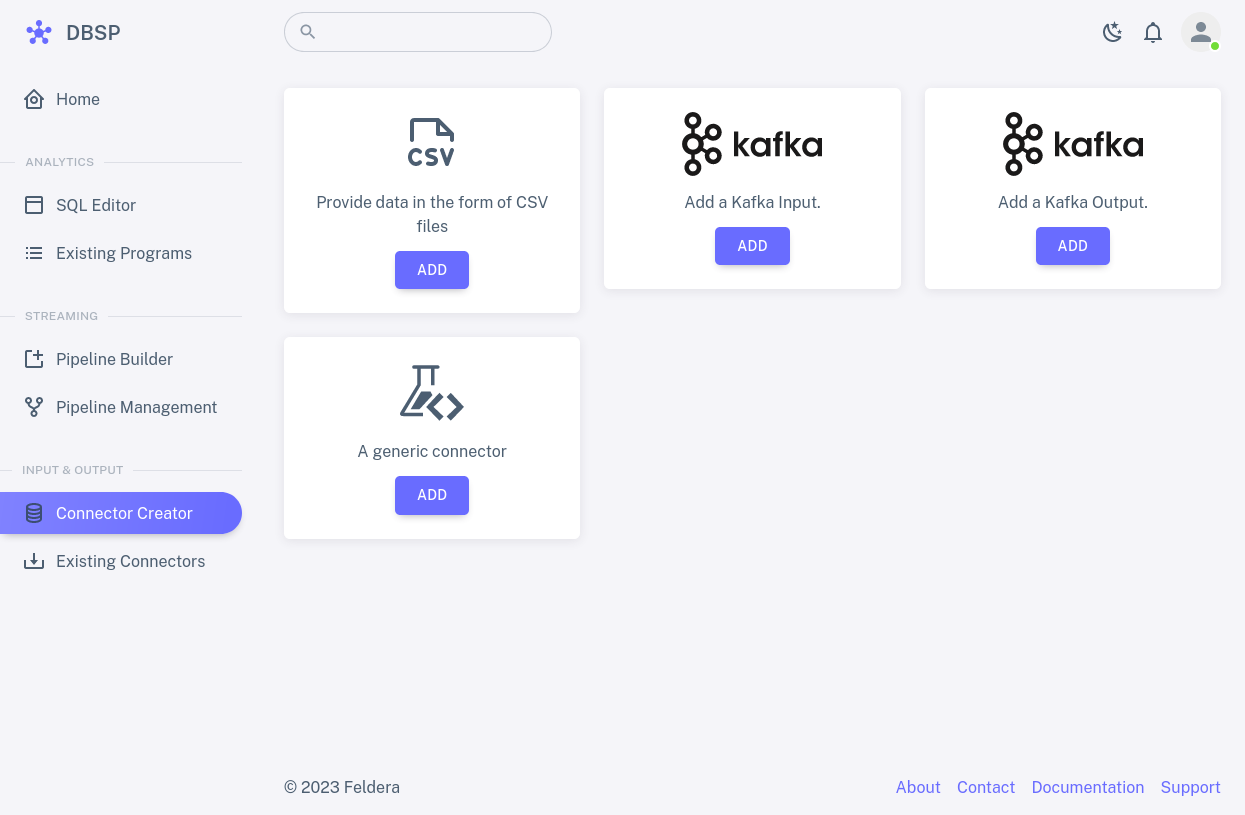 DBSP
Home
ANALYTICS
SQL Editor
Existing Programs
STREAMING
Pipeline Builder
Pipeline Management
INPUT & OUTPUT
Connector Creator
Existing Connectors
CSV
Provide data in the form of CSV
files
ADD
kafka
Add a Kafka Input.
ADD
kafka
Add a Kafka Output.
ADD
A generic connector
ADD
© 2023 Feldera
About Contact Documentation Support